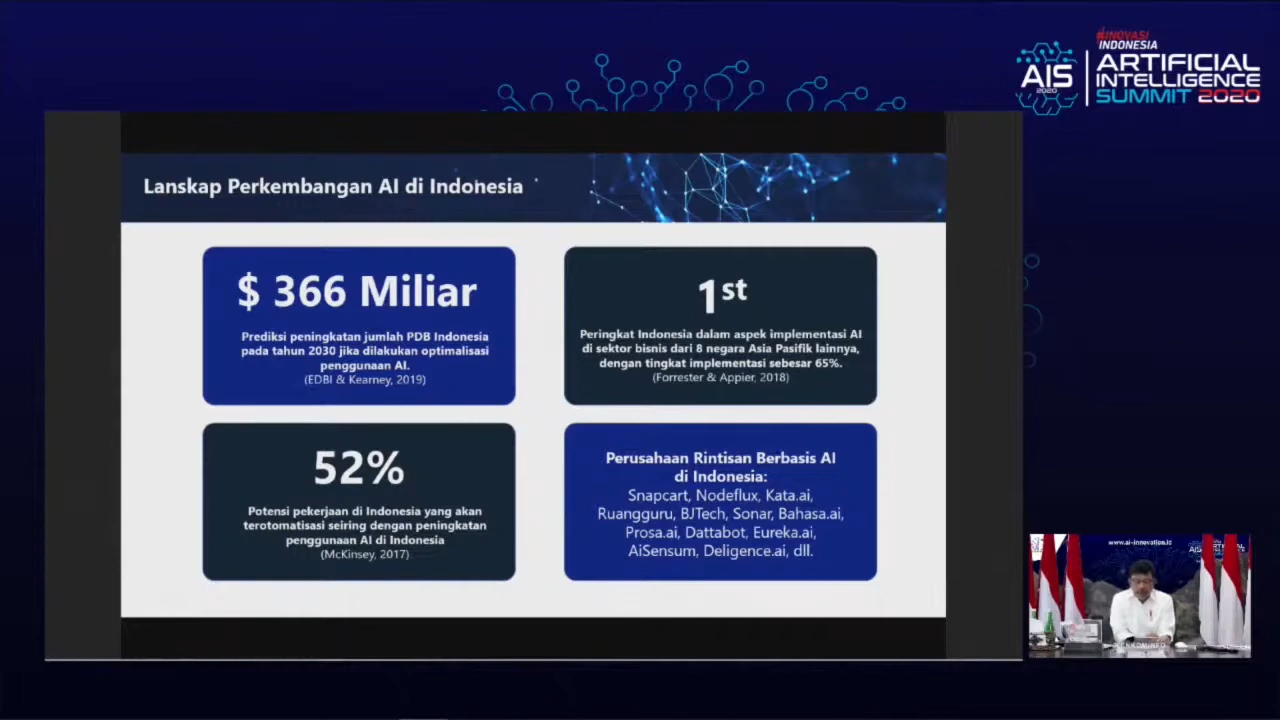 #INOVASI
INDONESIA
AIS
2020
ARTIFICIAL
INTELLIGENCE
SUMMIT 2020
Lanskap Perkembangan AI di Indonesia
$ 366 Miliar
Prediksi peningkatan jumlah PDB Indonesia
pada tahun 2030 jika dilakukan optimalisasi
penggunaan AI.
(EDBI & Kearney, 2019)
1st
Peringkat Indonesia dalam aspek implementasi AI
di sektor bisnis dari 8 negara Asia Pasifik lainnya,
dengan tingkat implementasi sebesar 65%.
(Forrester & Appier, 2018)
52%
Potensi pekerjaan di Indonesia yang akan
terotomatisasi seiring dengan peningkatan
penggunaan AI di Indonesia
(McKinsey, 2017)
Perusahaan Rintisan Berbasis AI
di Indonesia:
Snapcart, Nodeflux, Kata.ai,
Ruangguru, BJTech, Sonar, Bahasa.ai,
Prosa.ai, Dattabot, Eureka.ai,
AiSensum, Deligence.ai, dll.
www.ai-innovation.id